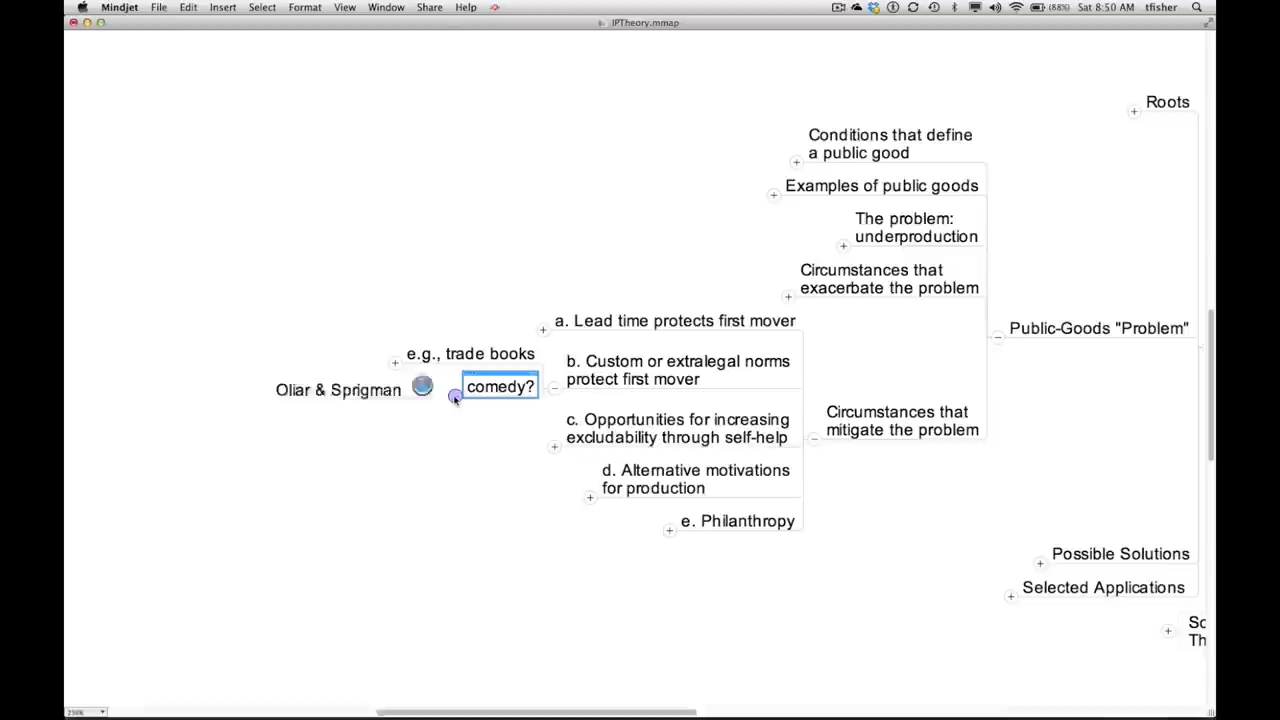 Mindjet File Edit Insert Select Format View Window Share Help
(88%) Sat 8:50 AM tfisher
IPTheory.mmap
Roots
Conditions that define
a public good
Examples of public goods
The problem:
underproduction
Circumstances that
exacerbate the problem
Public-Goods "Problem"
a. Lead time protects first mover
e.g., trade books
b. Custom or extralegal norms
protect first mover
Oliar & Sprigman
comedy?
c. Opportunities for increasing
excludability through self-help
Circumstances that
mitigate the problem
d. Alternative motivations
for production
e. Philanthropy
Possible Solutions
Selected Applications
So
Th
236%